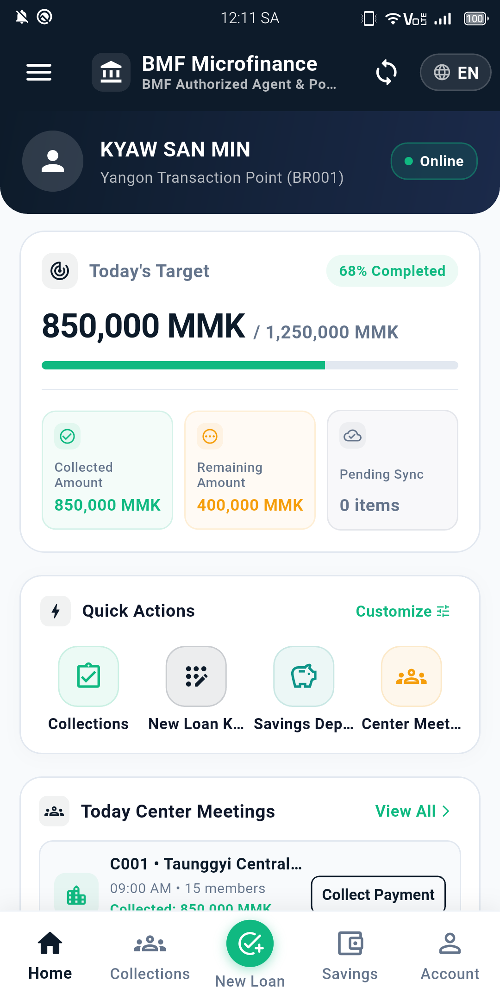 12:11 SA
VoLTE
100
BMF Microfinance
BMF Authorized Agent & Po...
EN
KYAW SAN MIN
Yangon Transaction Point (BR001)
Online
Today's Target
68% Completed
850,000 MMK / 1,250,000 MMK
Collected
Amount
850,000 MMK
Remaining
Amount
400,000 MMK
Pending Sync
0 items
Quick Actions
Customize
Collections
New Loan K...
Savings Dep...
Center Meet...
Today Center Meetings
View All
C001 • Taunggyi Central...
09:00 AM • 15 members
Collected: 850,000 MMK
Collect Payment
Home
Collections
New Loan
Savings
Account